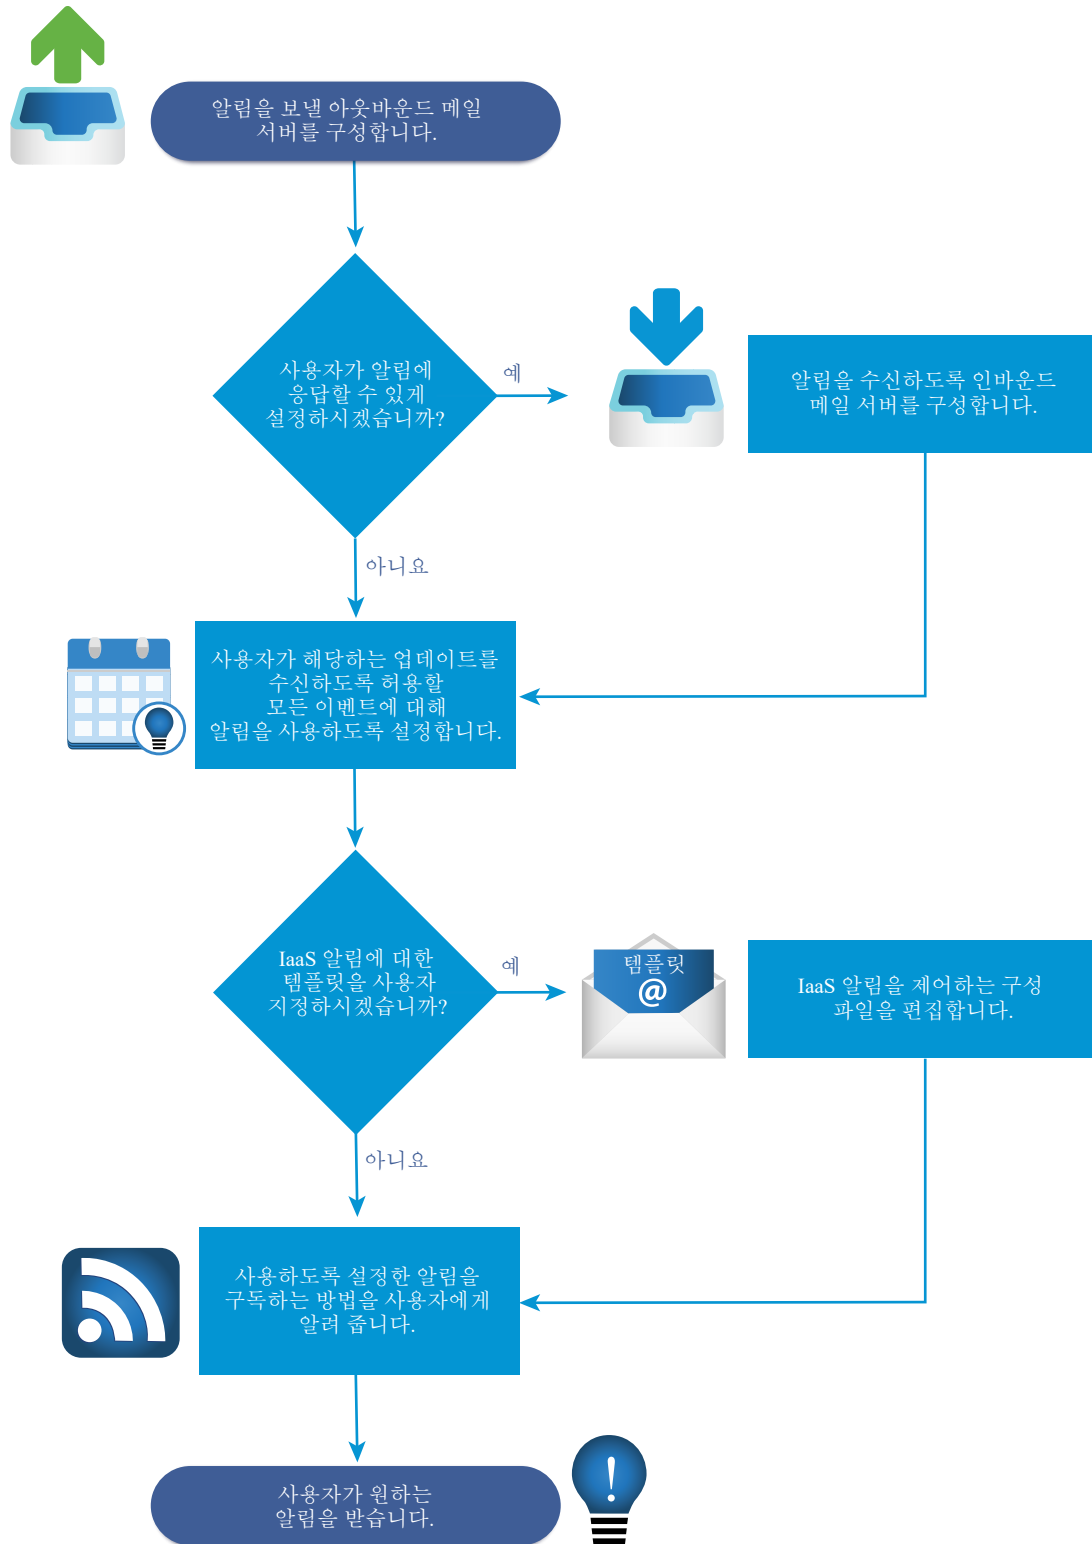 알림을 보낼 아웃바운드 메일
서버를 구성합니다.
사용자가 알림에
응답할 수 있게
설정하시겠습니까?
예
알림을 수신하도록 인바운드
메일 서버를 구성합니다.
아니요
사용자가 해당하는 업데이트를
수신하도록 허용할
모든 이벤트에 대해
알림을 사용하도록 설정합니다.
IaaS 알림에 대한
템플릿을 사용자
지정하시겠습니까?
예
템플릿
@
IaaS 알림을 제어하는 구성
파일을 편집합니다.
아니요
사용하도록 설정한 알림을
구독하는 방법을 사용자에게
알려 줍니다.
사용자가 원하는
알림을 받습니다.
!